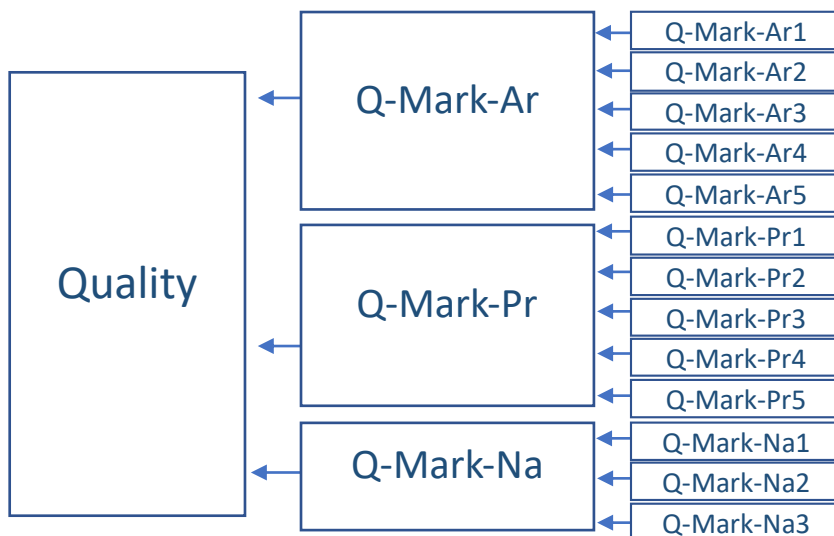 Quality
Q-Mark-Ar
Q-Mark-Pr
Q-Mark-Na
Q-Mark-Ar1
Q-Mark-Ar2
Q-Mark-Ar3
Q-Mark-Ar4
Q-Mark-Ar5
Q-Mark-Pr1
Q-Mark-Pr2
Q-Mark-Pr3
Q-Mark-Pr4
Q-Mark-Pr5
Q-Mark-Na1
Q-Mark-Na2
Q-Mark-Na3